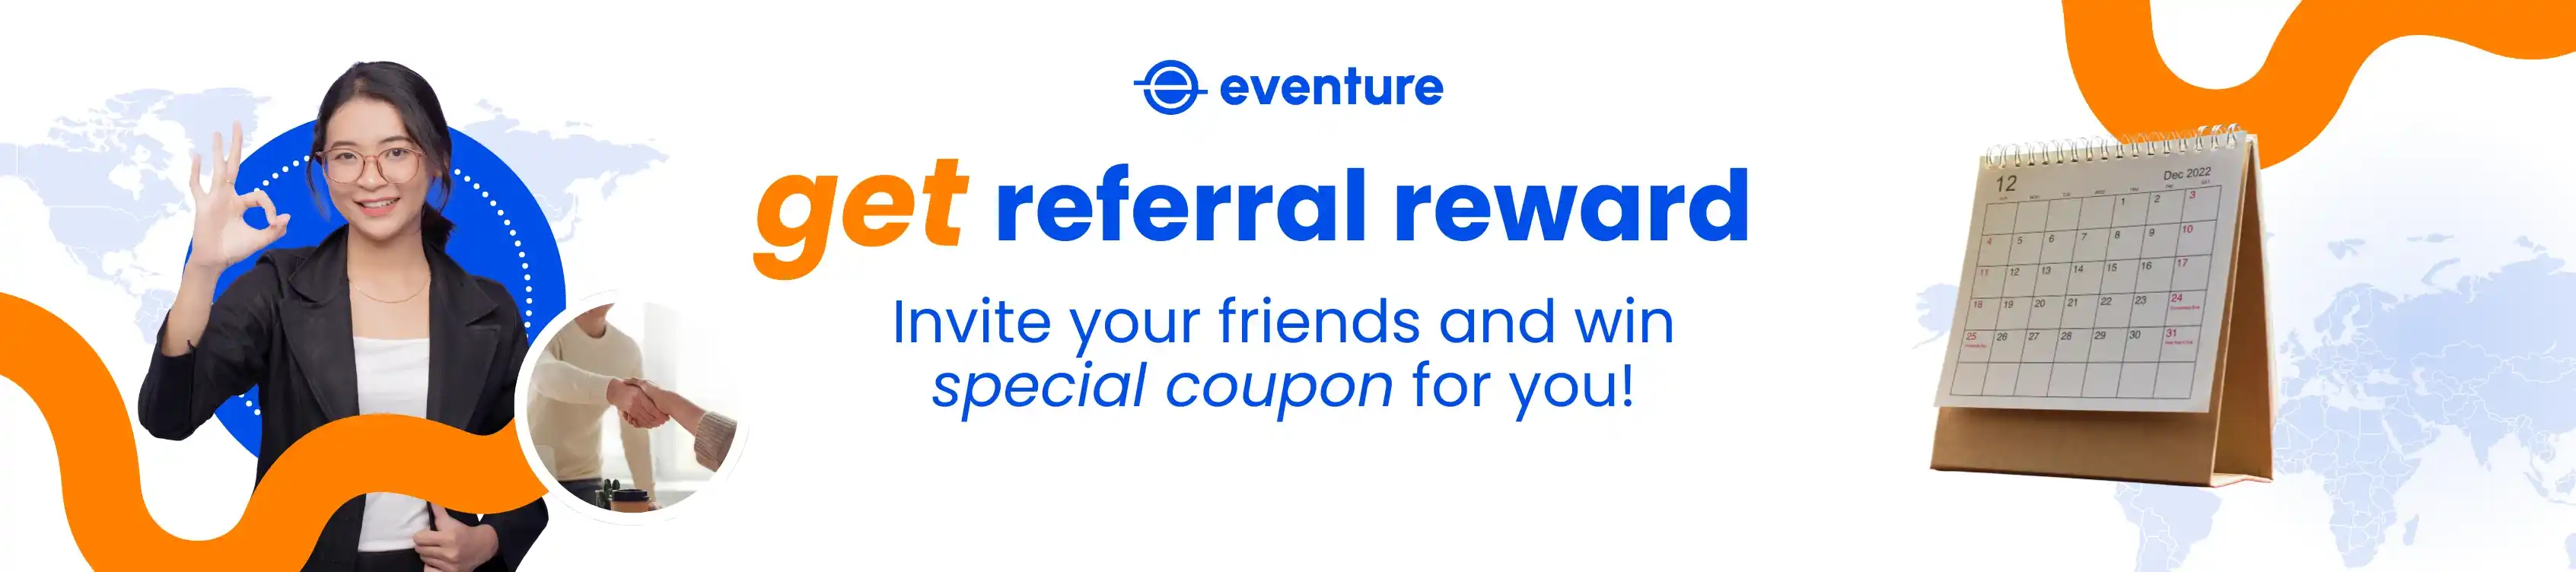 eventure
get referral reward
Invite your friends and win
special coupon for you!
12
Dec 2022
1 2 3
4 5 6 7 8 9 10
11 12 13 14 15 16 17
18 19 20 21 22 23 24
25 26 27 28 29 30 31